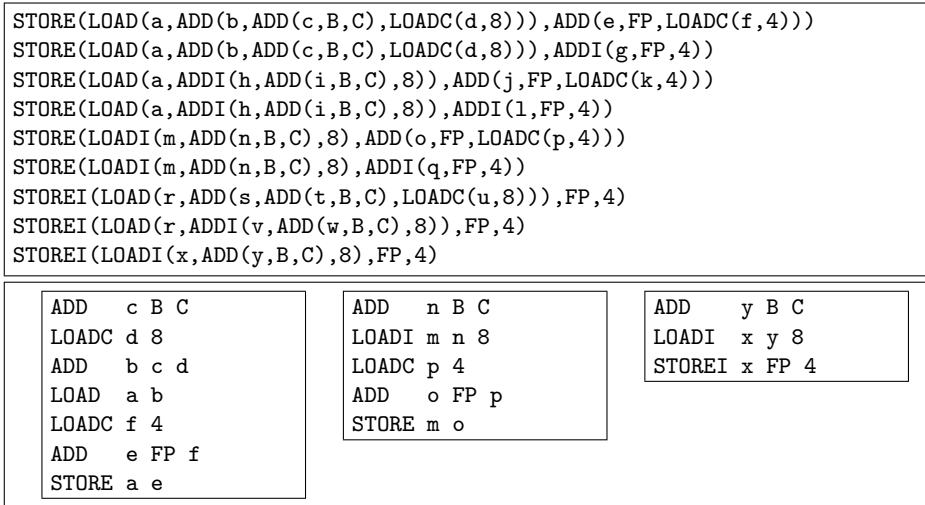 STORE(LOAD(a,ADD(b,ADD(c,B,C),LOADC(d,8))),ADD(e,FP,LOADC(f,4)))
STORE(LOAD(a,ADD(b,ADD(c,B,C),LOADC(d,8))),ADDI(g,FP,4))
STORE(LOAD(a,ADDI(h,ADD(i,B,C),8)),ADD(j,FP,LOADC(k,4)))
STORE(LOAD(a,ADDI(h,ADD(i,B,C),8)),ADDI(l,FP,4))
STORE(LOADI(m,ADD(n,B,C),8),ADD(o,FP,LOADC(p,4)))
STORE(LOADI(m,ADD(n,B,C),8),ADDI(q,FP,4))
STOREI(LOAD(r,ADD(s,ADD(t,B,C),LOADC(u,8))),FP,4)
STOREI(LOAD(r,ADDI(v,ADD(w,B,C),8)),FP,4)
STOREI(LOADI(x,ADD(y,B,C),8),FP,4)
ADD c B C
LOADC d 8
ADD b c d
LOAD a b
LOADC f 4
ADD e FP f
STORE a e
ADD n B C
LOADI m n 8
LOADC p 4
ADD o FP p
STORE m o
ADD y B C
LOADI x y 8
STOREI x FP 4